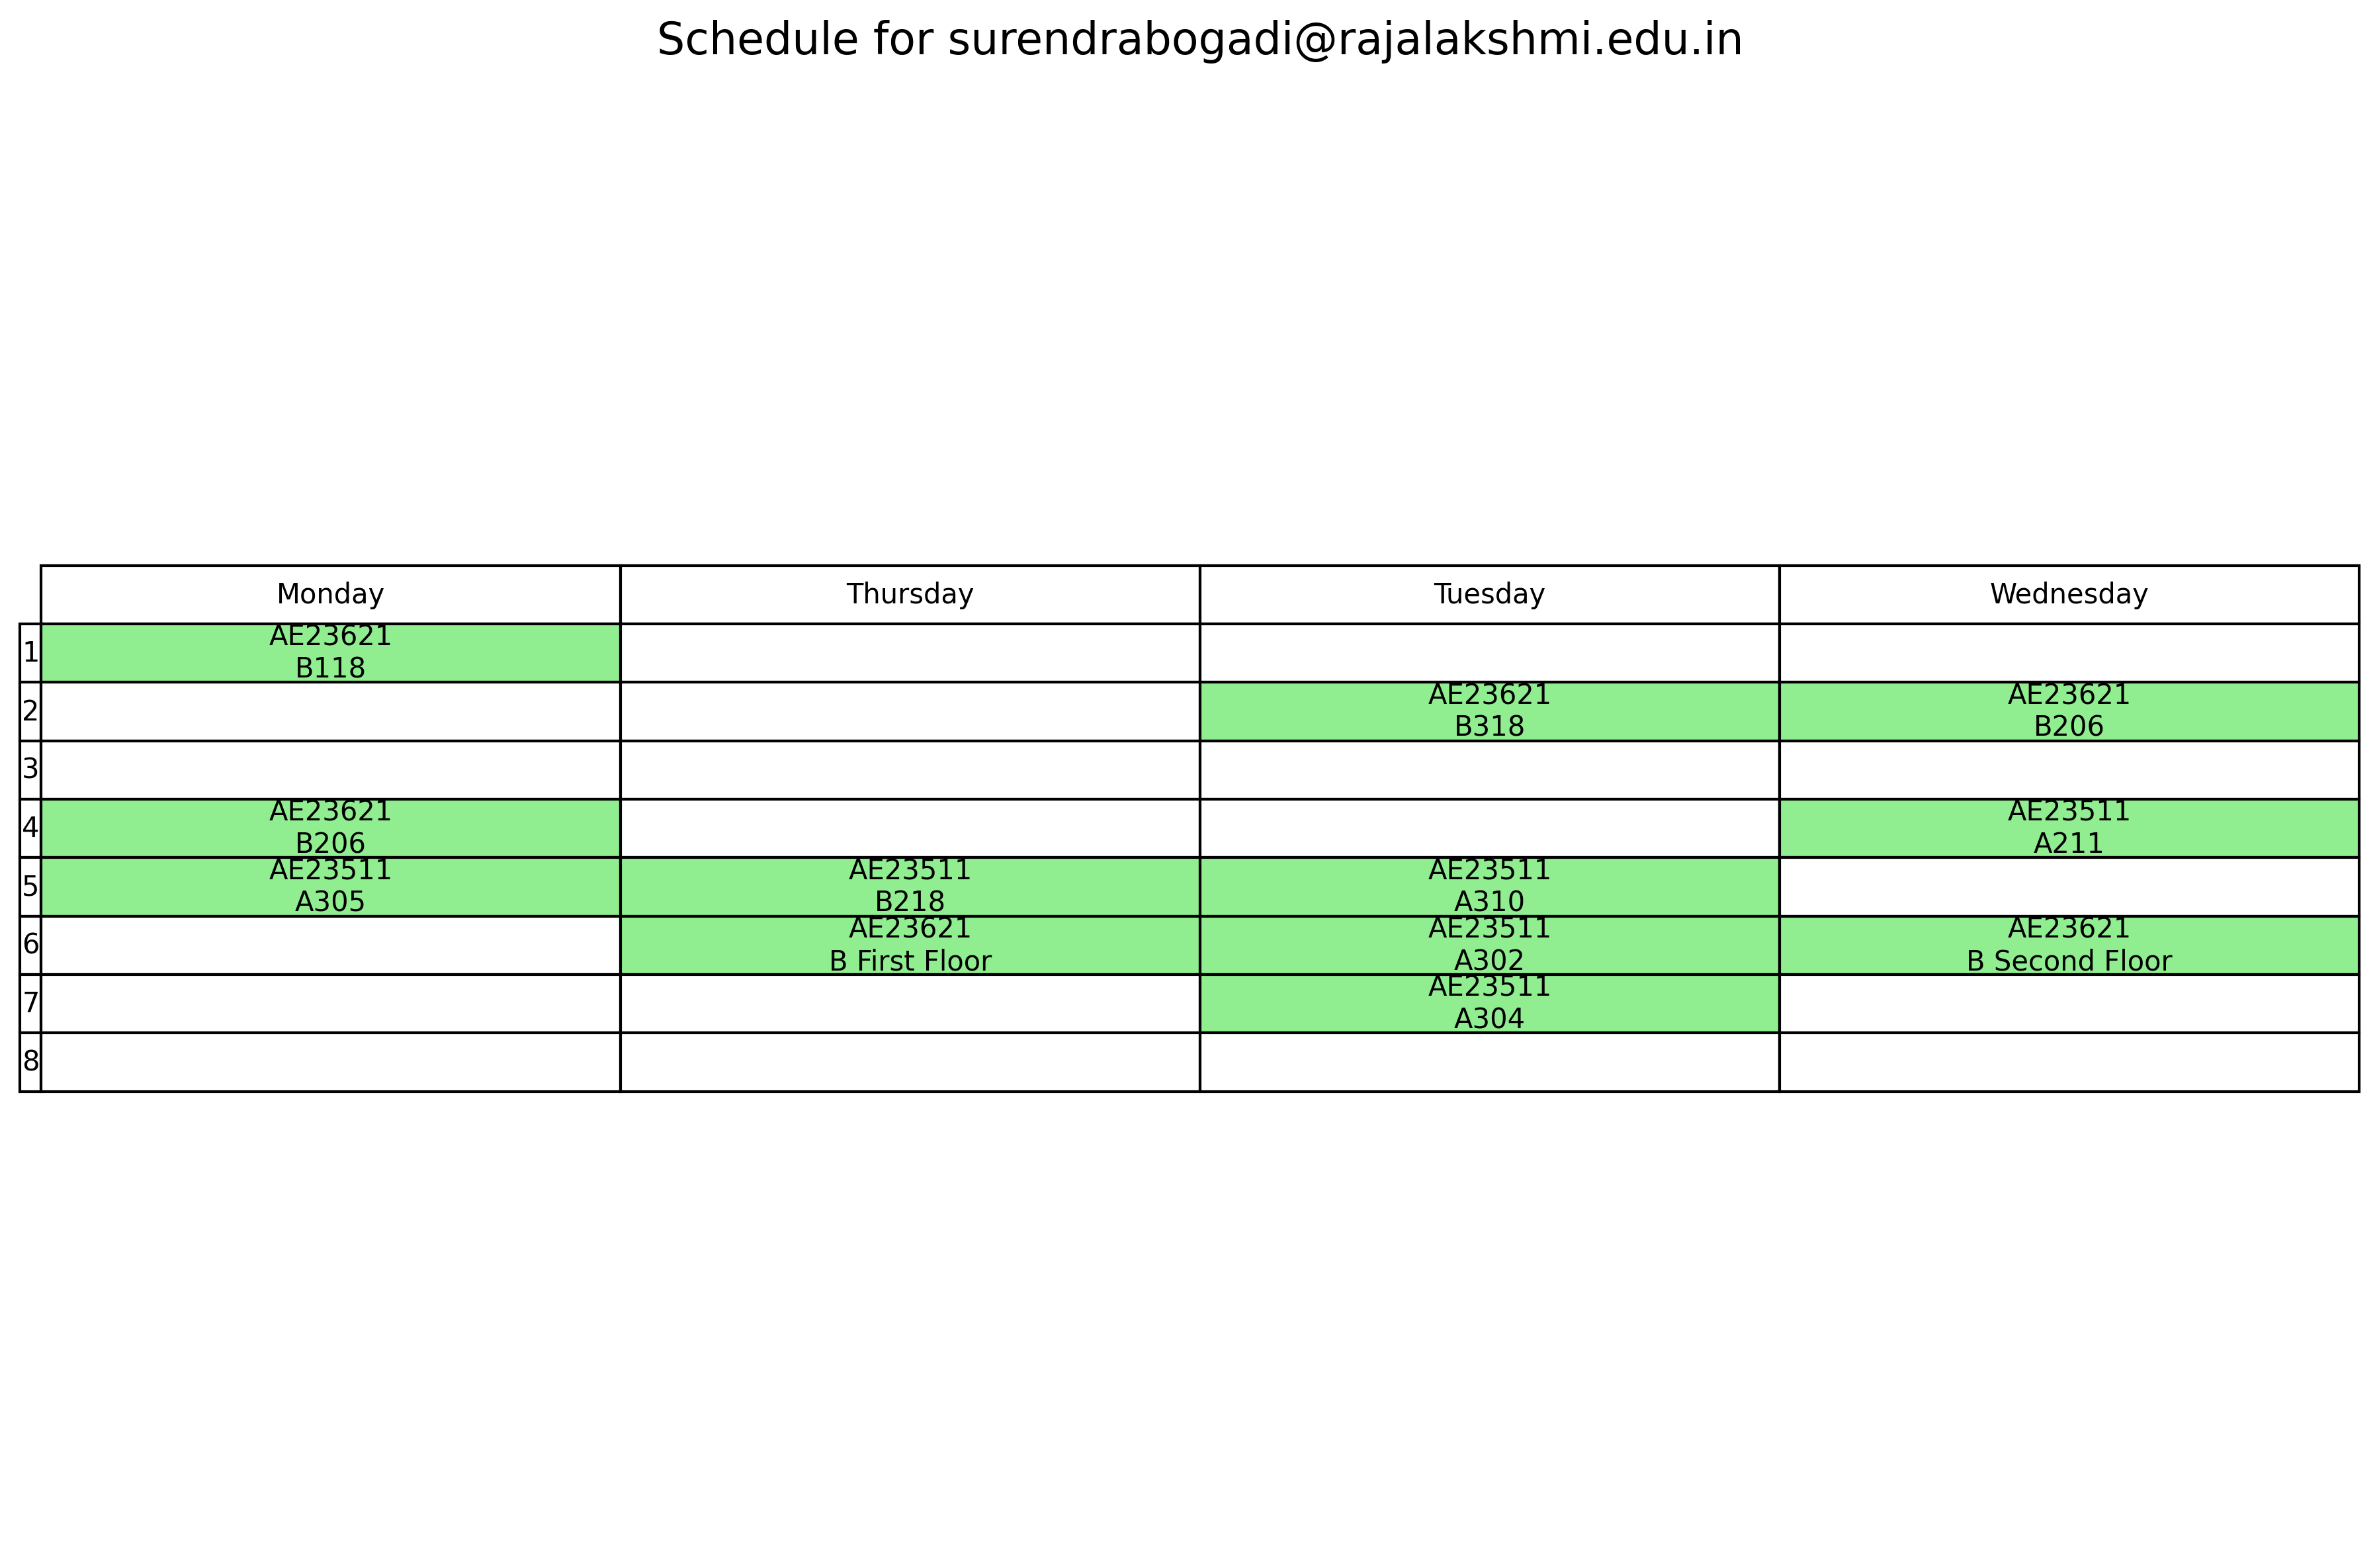 Schedule for surendrabogadi@rajalakshmi.edu.in
Monday Thursday Tuesday Wednesday
1 AE23621
B118
2 AE23621 AE23621
B318 B206
3
4 AE23621 AE23511
B206 A211
5 AE23511 AE23511 AE23511
A305 B218 A310
6 AE23621 AE23511 AE23621
B First Floor A302 B Second Floor
7 AE23511
A304
8